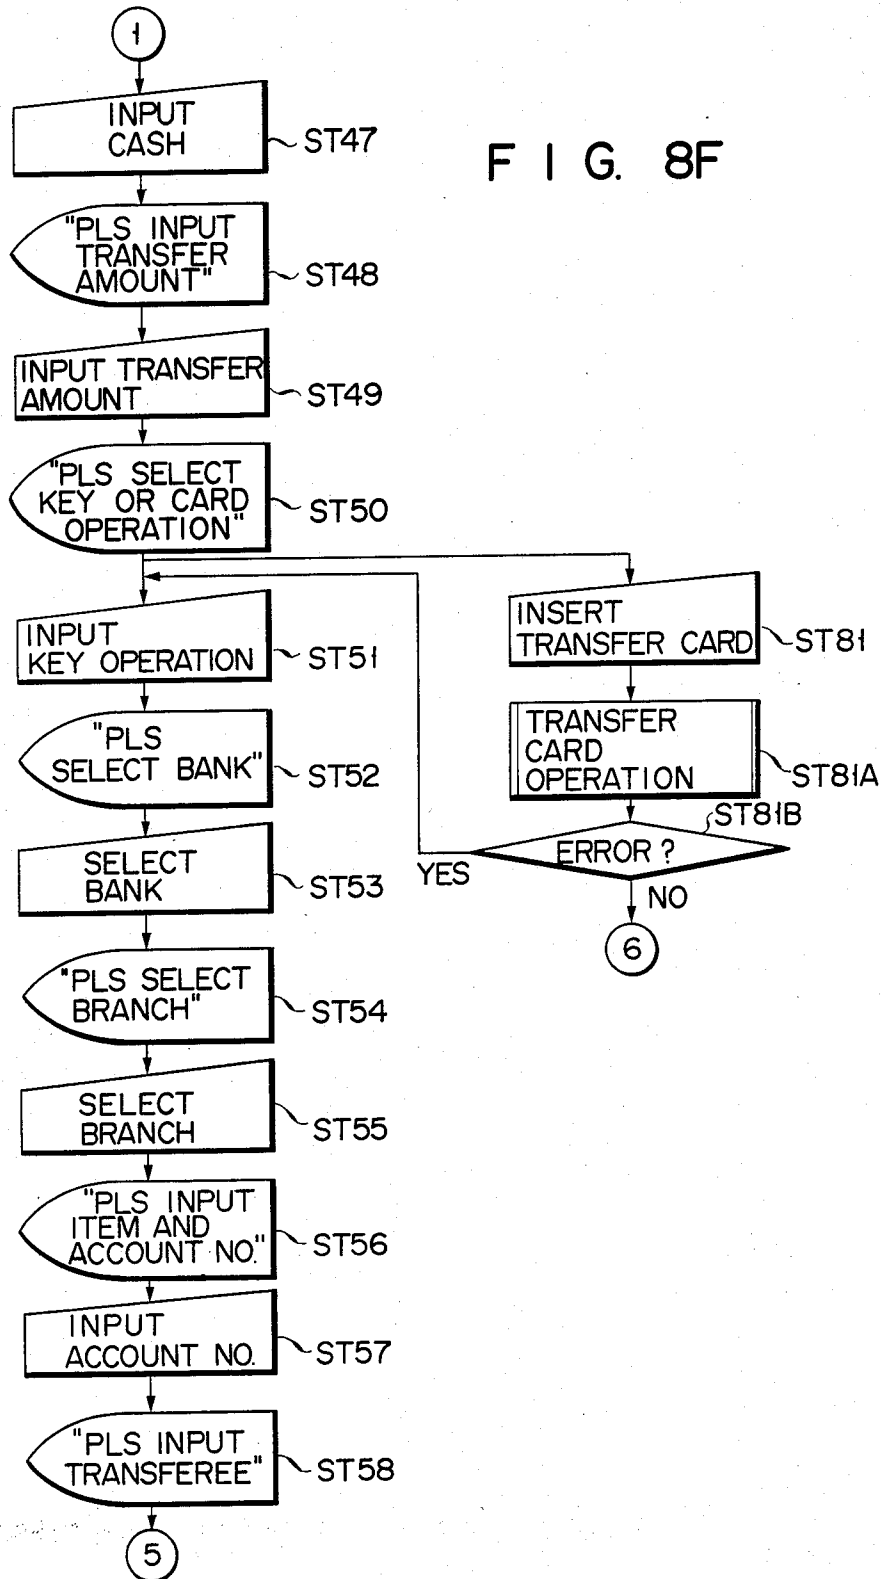 1
INPUT
CASH
ST47
F I G. 8F
"PLS INPUT
TRANSFER
AMOUNT"
ST48
INPUT TRANSFER
AMOUNT
ST49
"PLS SELECT
KEY OR CARD
OPERATION"
ST50
INPUT
KEY OPERATION
ST51
"PLS
SELECT BANK"
ST52
SELECT
BANK
ST53
"PLS SELECT
BRANCH"
ST54
SELECT
BRANCH
ST55
"PLS INPUT
ITEM AND
ACCOUNT NO."
ST56
INPUT
ACCOUNT NO.
ST57
"PLS INPUT
TRANSFEREE"
ST58
5
INSERT
TRANSFER CARD
ST81
TRANSFER
CARD
OPERATION
ST81A
ST81B
ERROR ?
YES
NO
6